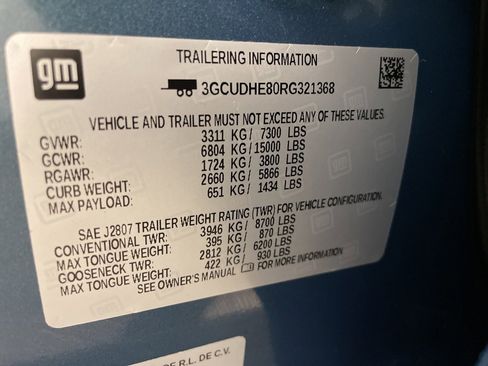 gm
TRAILERING INFORMATION
3GCUDHE80RG321368
VEHICLE AND TRAILER MUST NOT EXCEED ANY OF THESE VALUES.
GVWR: 3311 KG/ 7300 LBS
GCWR: 6804 KG/ 15000 LBS
RGAWR: 1724 KG/ 3800 LBS
CURB WEIGHT: 2660 KG/ 5866 LBS
MAX PAYLOAD: 651 KG/ 1434 LBS
SAE J2807 TRAILER WEIGHT RATING (TWR) FOR VEHICLE CONFIGURATION.
CONVENTIONAL TWR: 3946 KG/ 8700 LBS
MAX TONGUE WEIGHT: 395 KG/ 870 LBS
GOOSENECK TWR: 2812 KG/ 6200 LBS
MAX TONGUE WEIGHT: 422 KG/ 930 LBS
SEE OWNER'S MANUAL FOR MORE INFORMATION
DE R.L. DE C.V.